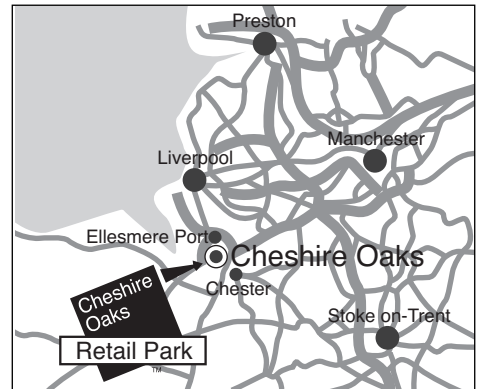 Preston
Manchester
Liverpool
Ellesmere Port
Cheshire Oaks
Chester
Cheshire
Oaks
Stoke on-Trent
Retail Park
TM